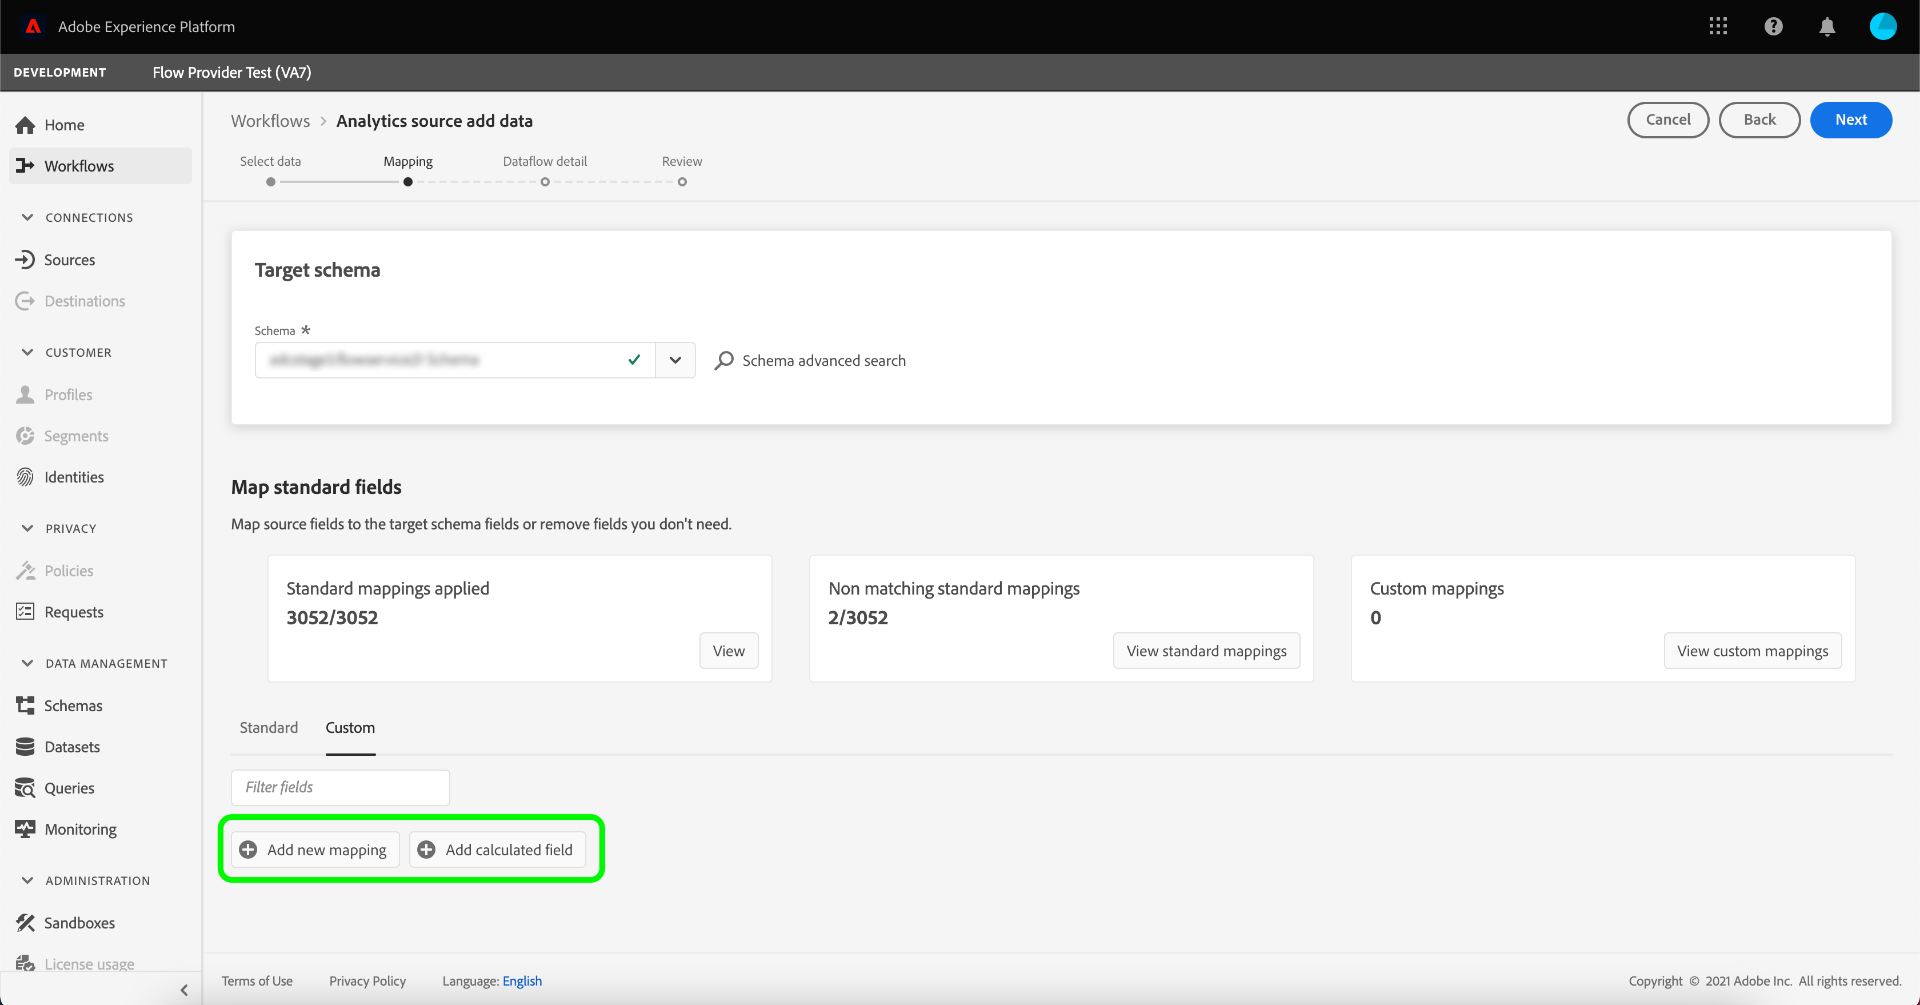 Adobe Experience Platform
DEVELOPMENT
Flow Provider Test (VA7)
Home
Workflows
CONNECTIONS
Sources
Destinations
CUSTOMER
Profiles
Segments
Identities
PRIVACY
Policies
Requests
DATA MANAGEMENT
Schemas
Datasets
Queries
Monitoring
ADMINISTRATION
Sandboxes
License usage
Workflows > Analytics source add data
Cancel
Back
Next
Select data
Mapping
Dataflow detail
Review
Target schema
Schema *
Schema advanced search
Map standard fields
Map source fields to the target schema fields or remove fields you don't need.
Standard mappings applied
3052/3052
View
Non matching standard mappings
2/3052
View standard mappings
Custom mappings
0
View custom mappings
Standard
Custom
Filter fields
Add new mapping
Add calculated field
Terms of Use
Privacy Policy
Language: English
Copyright © 2021 Adobe Inc. All rights reserved.